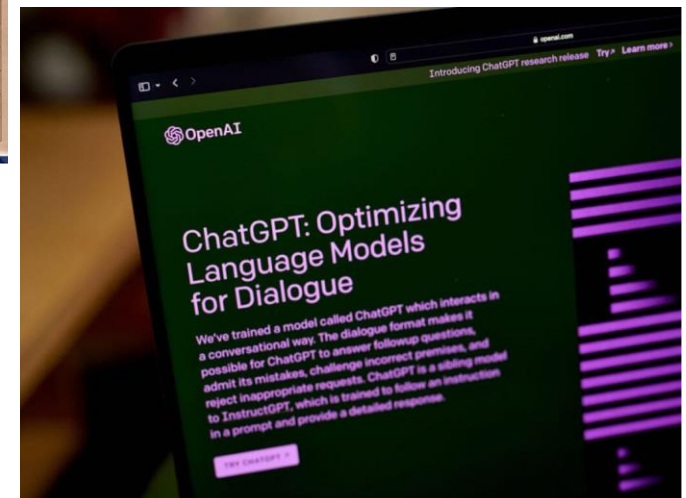 openai.com
Introducing ChatGPT research release Try↗ Learn more>
OpenAI
ChatGPT: Optimizing
Language Models
for Dialogue
We've trained a model called ChatGPT which interacts in
a conversational way. The dialogue format makes it
possible for ChatGPT to answer followup questions,
admit its mistakes, challenge incorrect premises, and
reject inappropriate requests. ChatGPT is a sibling model
to InstructGPT, which is trained to follow an instruction
in a prompt and provide a detailed response.
TRY CHATGPT ↗